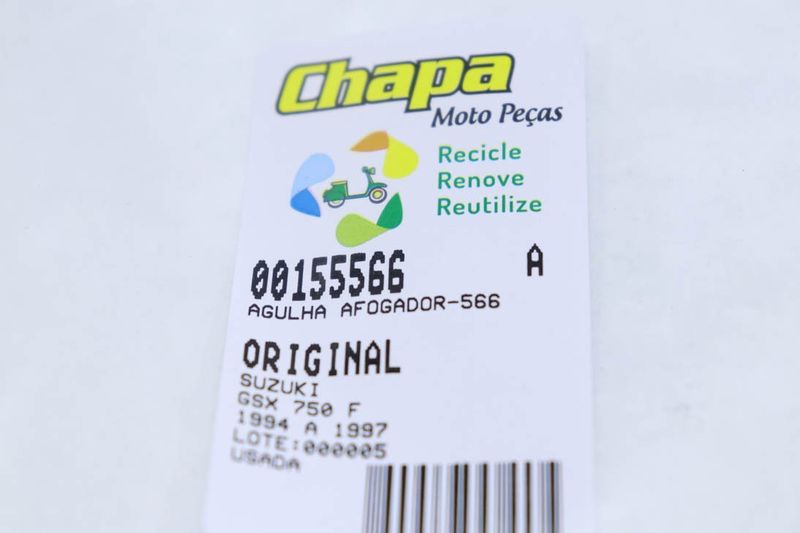 Chapa
Moto Peças
Recicle
Renove
Reutilize
00155566 A
AGULHA AFOGADOR-566
ORIGINAL
SUZUKI
GSX 750 F
1994 A 1997
LOTE:000005
USADA